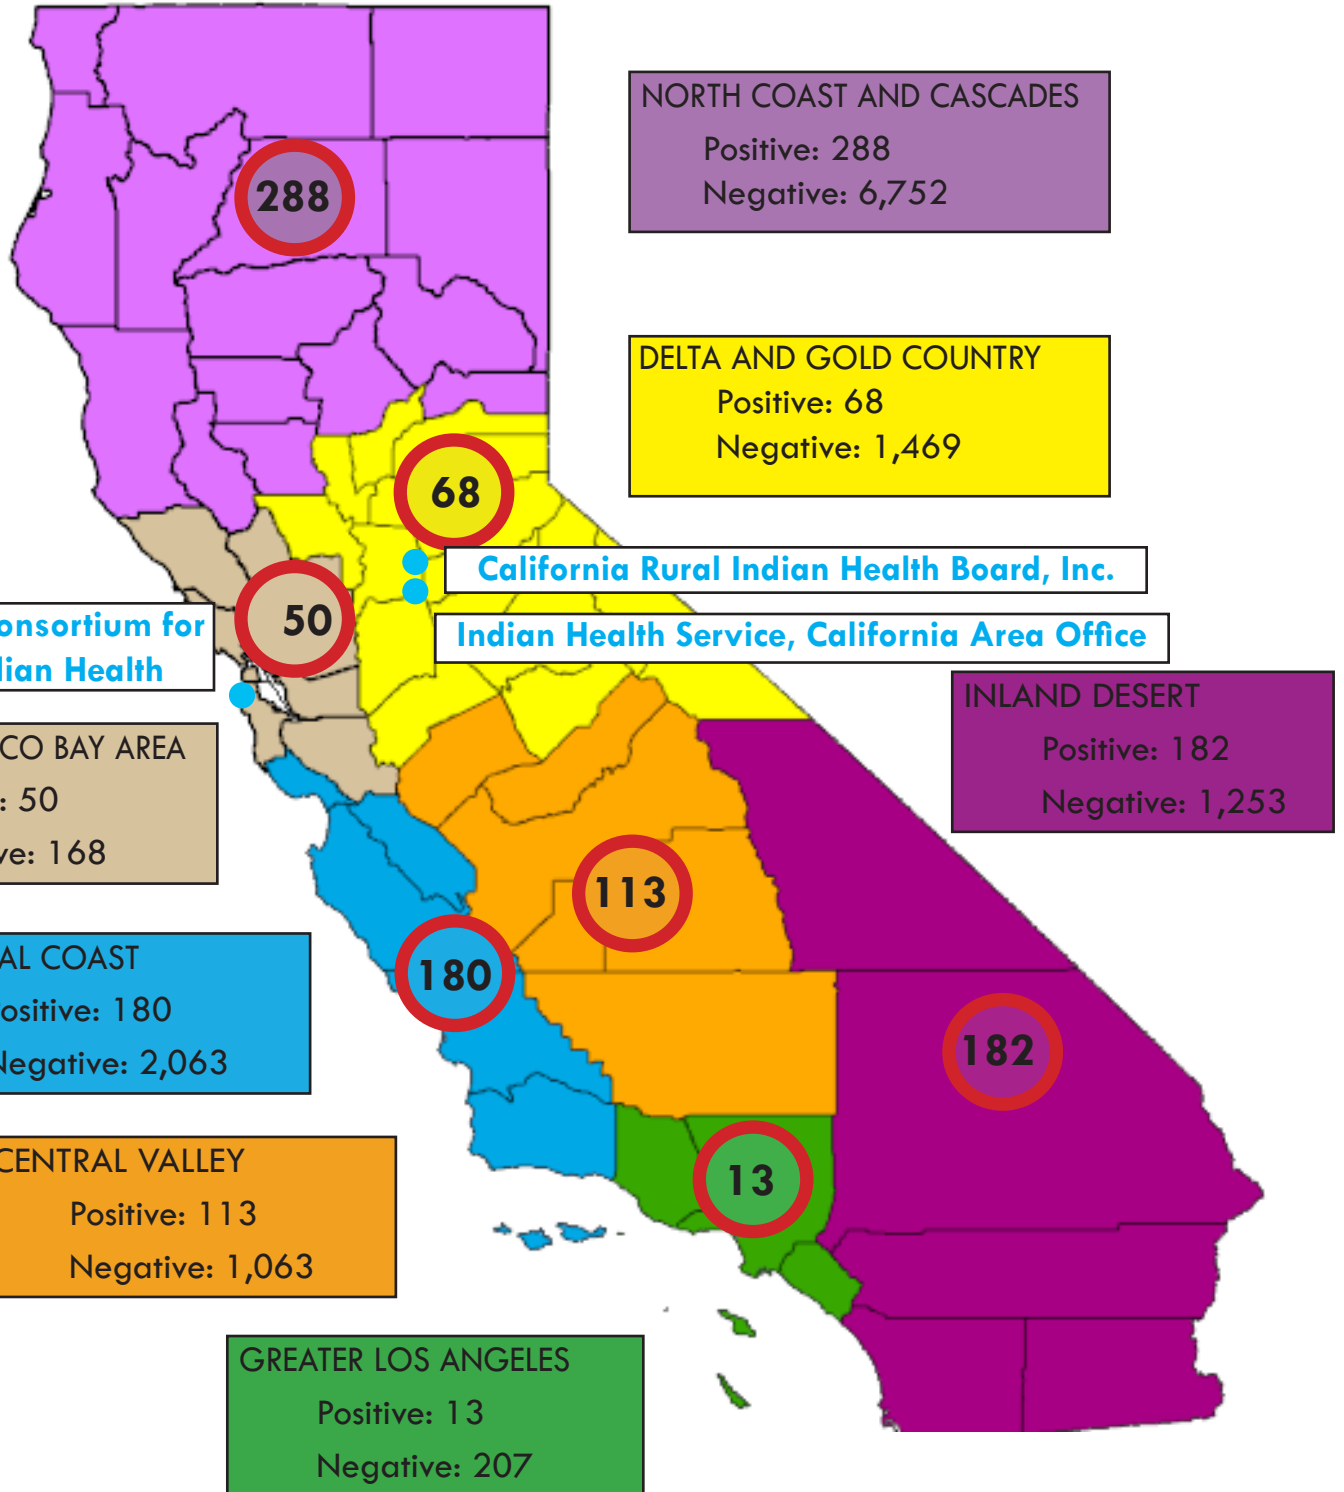 NORTH COAST AND CASCADES
Positive: 288
Negative: 6,752
288
DELTA AND GOLD COUNTRY
Positive: 68
Negative: 1,469
68
California Rural Indian Health Board, Inc.
Indian Health Service, California Area Office
onsortium for
dian Health
50
CO BAY AREA
: 50
ve: 168
INLAND DESERT
Positive: 182
Negative: 1,253
113
180
AL COAST
ositive: 180
Negative: 2,063
182
CENTRAL VALLEY
Positive: 113
Negative: 1,063
13
GREATER LOS ANGELES
Positive: 13
Negative: 207